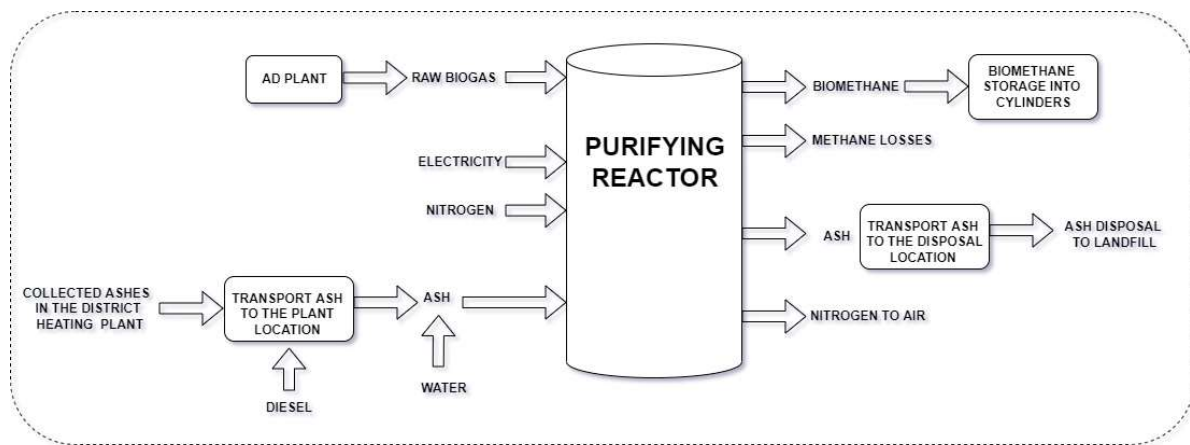 AD PLANT
RAW BIOGAS
ELECTRICITY
NITROGEN
COLLECTED ASHES
IN THE DISTRICT
HEATING PLANT
TRANSPORT ASH
TO THE PLANT
LOCATION
DIESEL
ASH
WATER
PURIFYING
REACTOR
BIOMETHANE
BIOMETHANE
STORAGE INTO
CYLINDERS
METHANE LOSSES
ASH
TRANSPORT ASH
TO THE DISPOSAL
LOCATION
ASH DISPOSAL
TO LANDFILL
NITROGEN TO AIR